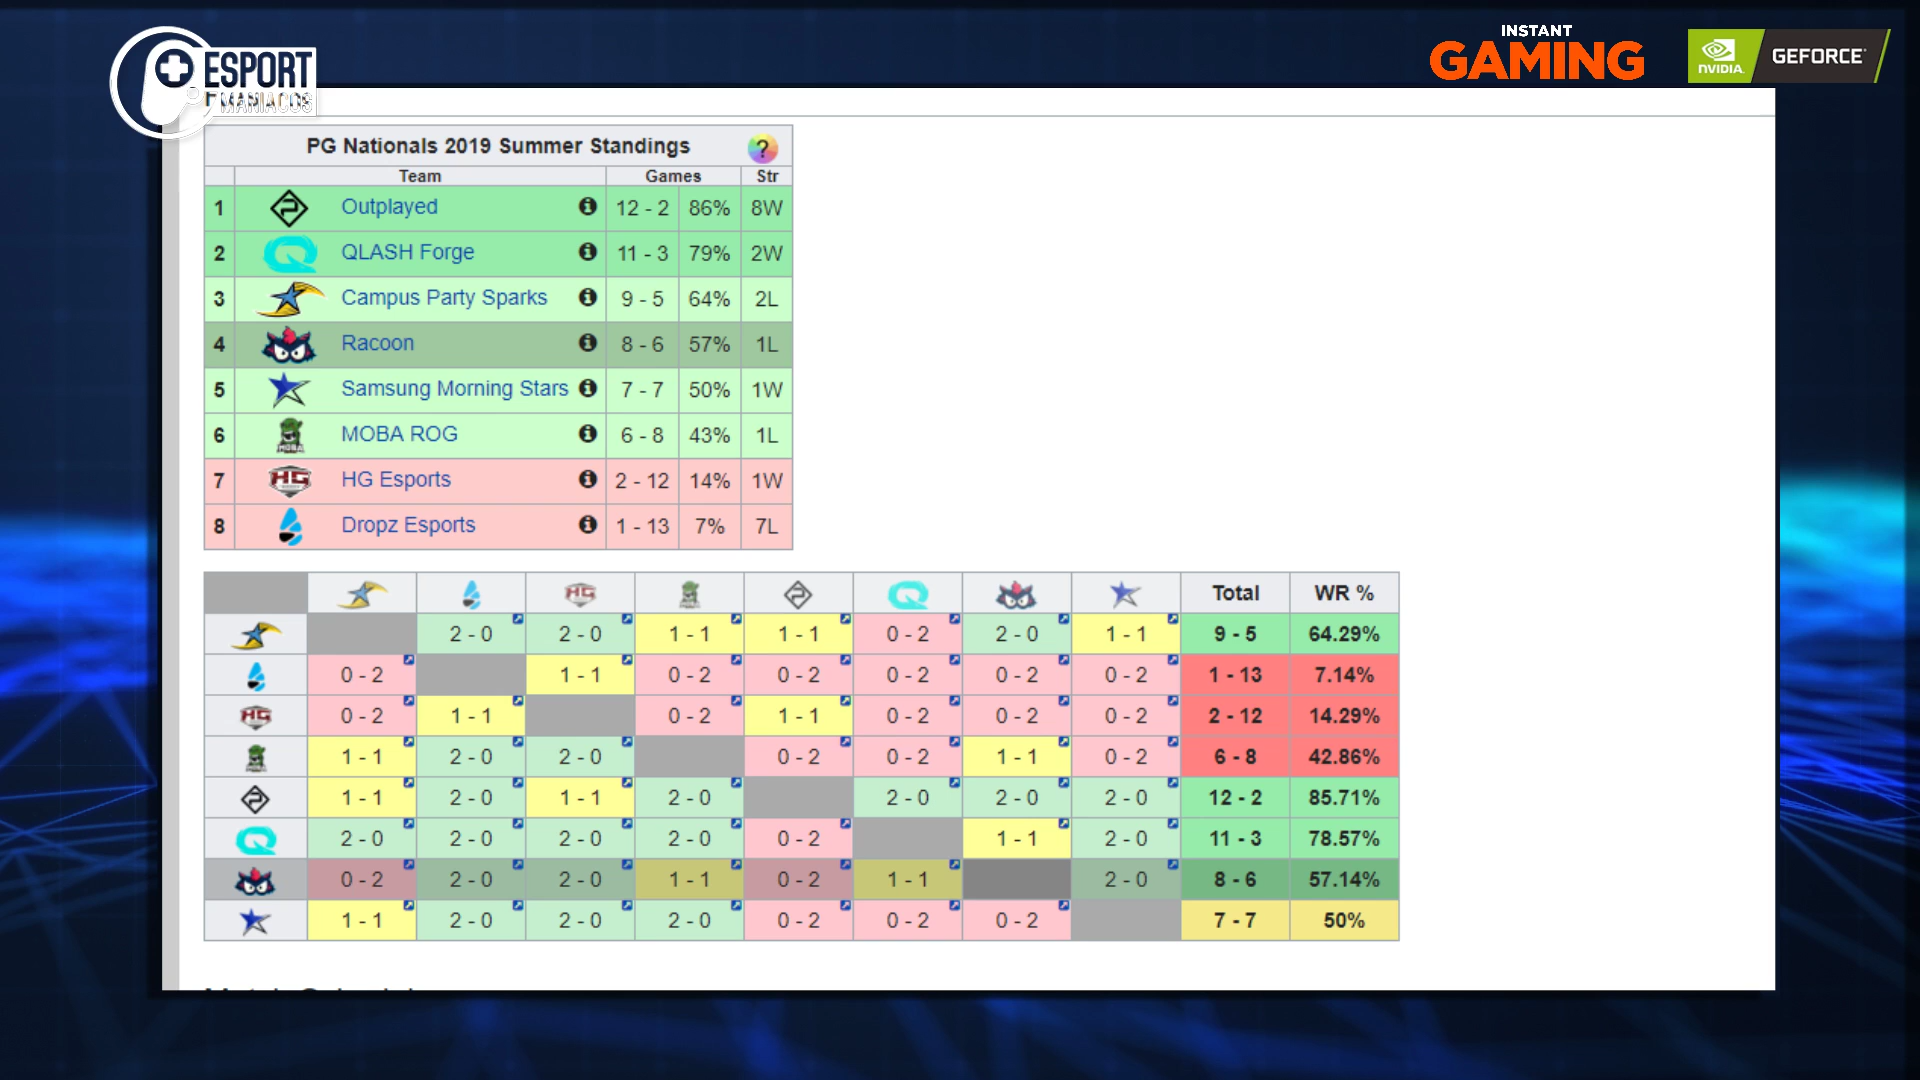 ESPORT
MANIACOS
INSTANT
GAMING
NVIDIA.
GEFORCE
PG Nationals 2019 Summer Standings ?
Team Games Str
1 Outplayed 12 - 2 86% 8W
2 QLASH Forge 11 - 3 79% 2W
3 Campus Party Sparks 9 - 5 64% 2L
4 Racoon 8 - 6 57% 1L
5 Samsung Morning Stars 7 - 7 50% 1W
6 MOBA ROG 6 - 8 43% 1L
7 HG Esports 2 - 12 14% 1W
8 Dropz Esports 1 - 13 7% 7L
HG Total WR %
2 - 0 2 - 0 1 - 1 1 - 1 0 - 2 2 - 0 1 - 1 9 - 5 64.29%
0 - 2 1 - 1 0 - 2 0 - 2 0 - 2 0 - 2 0 - 2 1 - 13 7.14%
HG 0 - 2 1 - 1 0 - 2 1 - 1 0 - 2 0 - 2 0 - 2 2 - 12 14.29%
1 - 1 2 - 0 2 - 0 0 - 2 0 - 2 1 - 1 0 - 2 6 - 8 42.86%
1 - 1 2 - 0 1 - 1 2 - 0 2 - 0 2 - 0 2 - 0 12 - 2 85.71%
2 - 0 2 - 0 2 - 0 2 - 0 0 - 2 1 - 1 2 - 0 11 - 3 78.57%
0 - 2 2 - 0 2 - 0 1 - 1 0 - 2 1 - 1 2 - 0 8 - 6 57.14%
1 - 1 2 - 0 2 - 0 2 - 0 0 - 2 0 - 2 0 - 2 7 - 7 50%